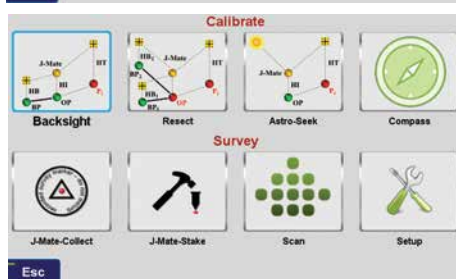 Calibrate
J-Mate
HT
HB
HI
BP
OP
P₁
Backsight
HB₂
J-Mate
HT
BP₂
HB₁
HI
BP₁
OP
P₁
Resect
J-Mate
HT
HI
OP
P₁
Astro-Seek
Compass
Survey
J-Mate-Collect
J-Mate-Stake
Scan
Setup
Esc